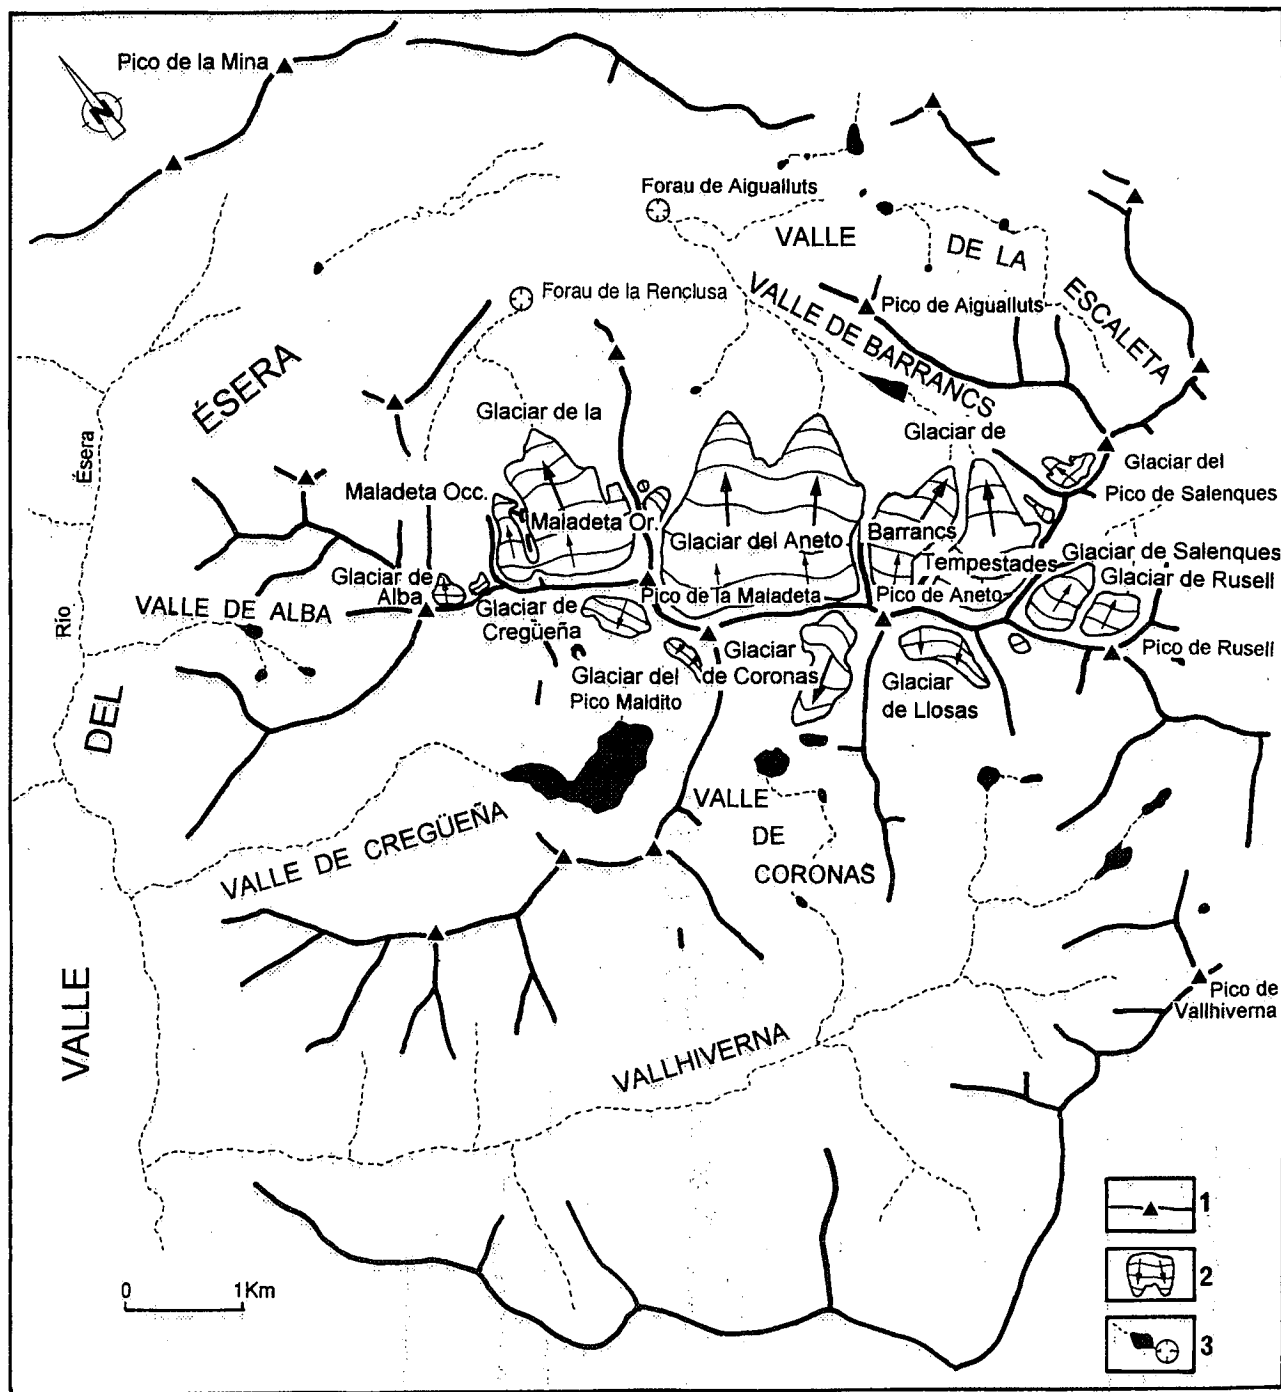 Pico de la Mina
N
Forau de Aigualluts
VALLE
DE LA
ESCALETA
Forau de la Renclusa
VALLE DE BARRANCS
Pico de Aigualluts
ÉSERA
Glaciar de la
Glaciar de
Ésera
Maladeta Occ.
Maladeta Or.
Glaciar del
Pico de Salenques
Glaciar del Aneto
Barrancs
Tempestades
Glaciar de Salenques
Glaciar de Rusell
Glaciar de
Alba
Pico de la Maladeta
Pico de Aneto
VALLE DE ALBA
Glaciar de
Cregüeña
Río
Glaciar
de Coronas
Pico de Rusell
Glaciar del
Pico Maldito
Glaciar
de Llosas
DEL
VALLE
DE
CORONAS
VALLE DE CREGÜEÑA
VALLE
Pico de
Vallhiverna
VALLHIVERNA
0 1Km
1
2
3